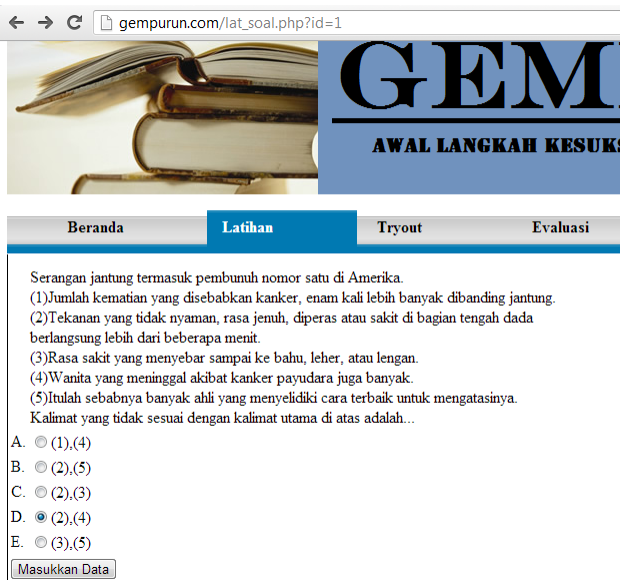 gempurun.com/lat_soal.php?id=1
GEM
AWAL LANGKAH
Beranda Latihan Tryout Evaluasi
Serangan jantung termasuk pembunuh nomor satu di Amerika.
(1)Jumlah kematian yang disebabkan kanker, enam kali lebih banyak dibanding jantung.
(2)Tekanan yang tidak nyaman, rasa jenuh, diperas atau sakit di bagian tengah dada
berlangsung lebih dari beberapa menit.
(3)Rasa sakit yang menyebar sampai ke bahu, leher, atau lengan.
(4)Wanita yang meninggal akibat kanker payudara juga banyak.
(5)Itulah sebabnya banyak ahli yang menyelidiki cara terbaik untuk mengatasinya.
Kalimat yang tidak sesuai dengan kalimat utama di atas adalah...
A. (1),(4)
B. (2),(5)
C. (2),(3)
D. (2),(4)
E. (3),(5)
Masukkan Data